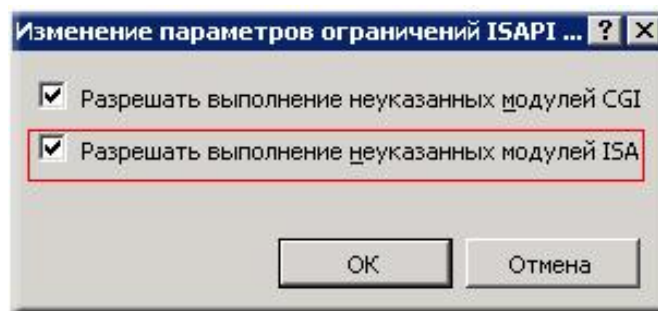 Изменение параметров ограничений ISAPI ...
Разрешать выполнение неуказанных модулей CGI
Разрешать выполнение неуказанных модулей ISA
ОК
Отмена